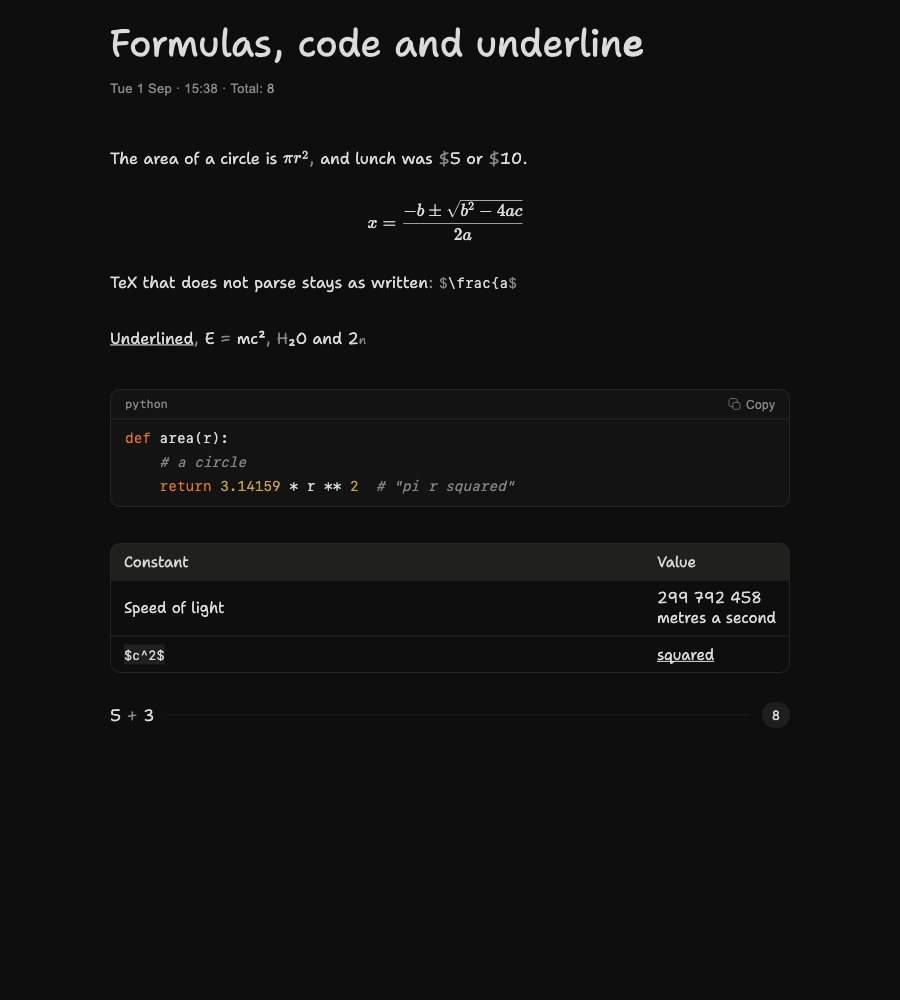 Formulas, code and underline
Tue 1 Sep · 15:38 · Total: 8
The area of a circle is πr², and lunch was $5 or $10.
x = (-b ± √(b² − 4ac)) / 2a
TeX that does not parse stays as written: $\frac{a$
Underlined, E = mc², H₂O and 2ₙ
python Copy
def area(r):
    # a circle
    return 3.14159 * r ** 2  # "pi r squared"
Constant Value
Speed of light 299 792 458
metres a second
$c^2$ squared
5 + 3 8